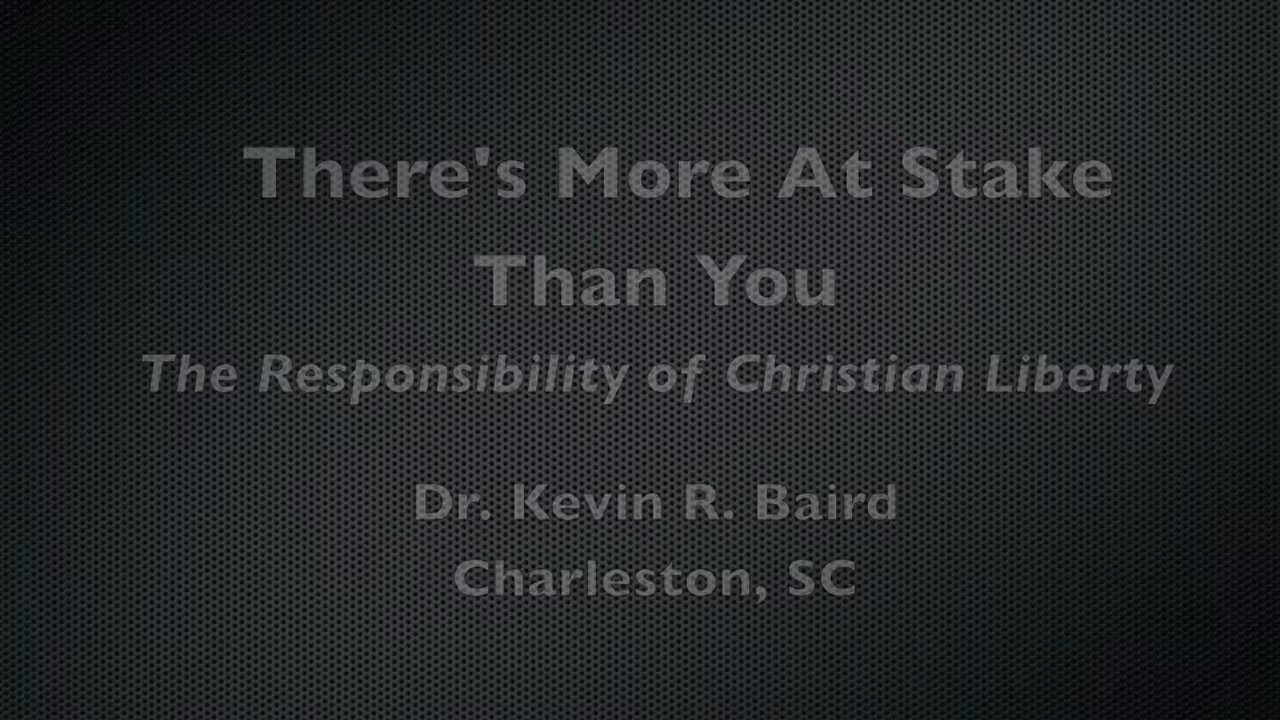 There's More At Stake
Than You
The Responsibility of Christian Liberty
Dr. Kevin R. Baird
Charleston, SC